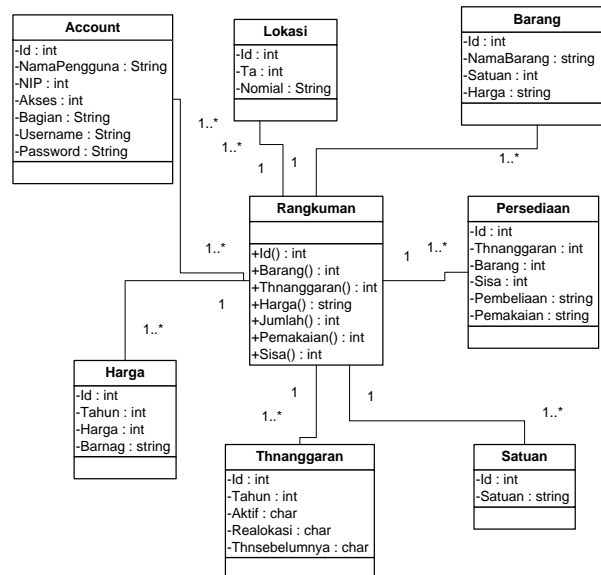 Account
-Id : int
-NamaPengguna : String
-NIP : int
-Akses : int
-Bagian : String
-Username : String
-Password : String
Lokasi
-Id : int
-Ta : int
-Nomial : String
Barang
-Id : int
-NamaBarang : string
-Satuan : int
-Harga : string
1..*
1..*
1
1
1..*
1..*
1
Rangkuman
+Id() : int
+Barang() : int
+Thnanggaran() : int
+Harga() : string
+Jumlah() : int
+Pemakaian() : int
+Sisa() : int
1
1..*
Persediaan
-Id : int
-Thnanggaran : int
-Barang : int
-Sisa : int
-Pembeliaan : string
-Pemakaian : string
1..*
Harga
-Id : int
-Tahun : int
-Harga : int
-Barnag : string
1
1..*
1
1..*
Thnanggaran
-Id : int
-Tahun : int
-Aktif : char
-Realokasi : char
-Thnsebelumnya : char
Satuan
-Id : int
-Satuan : string